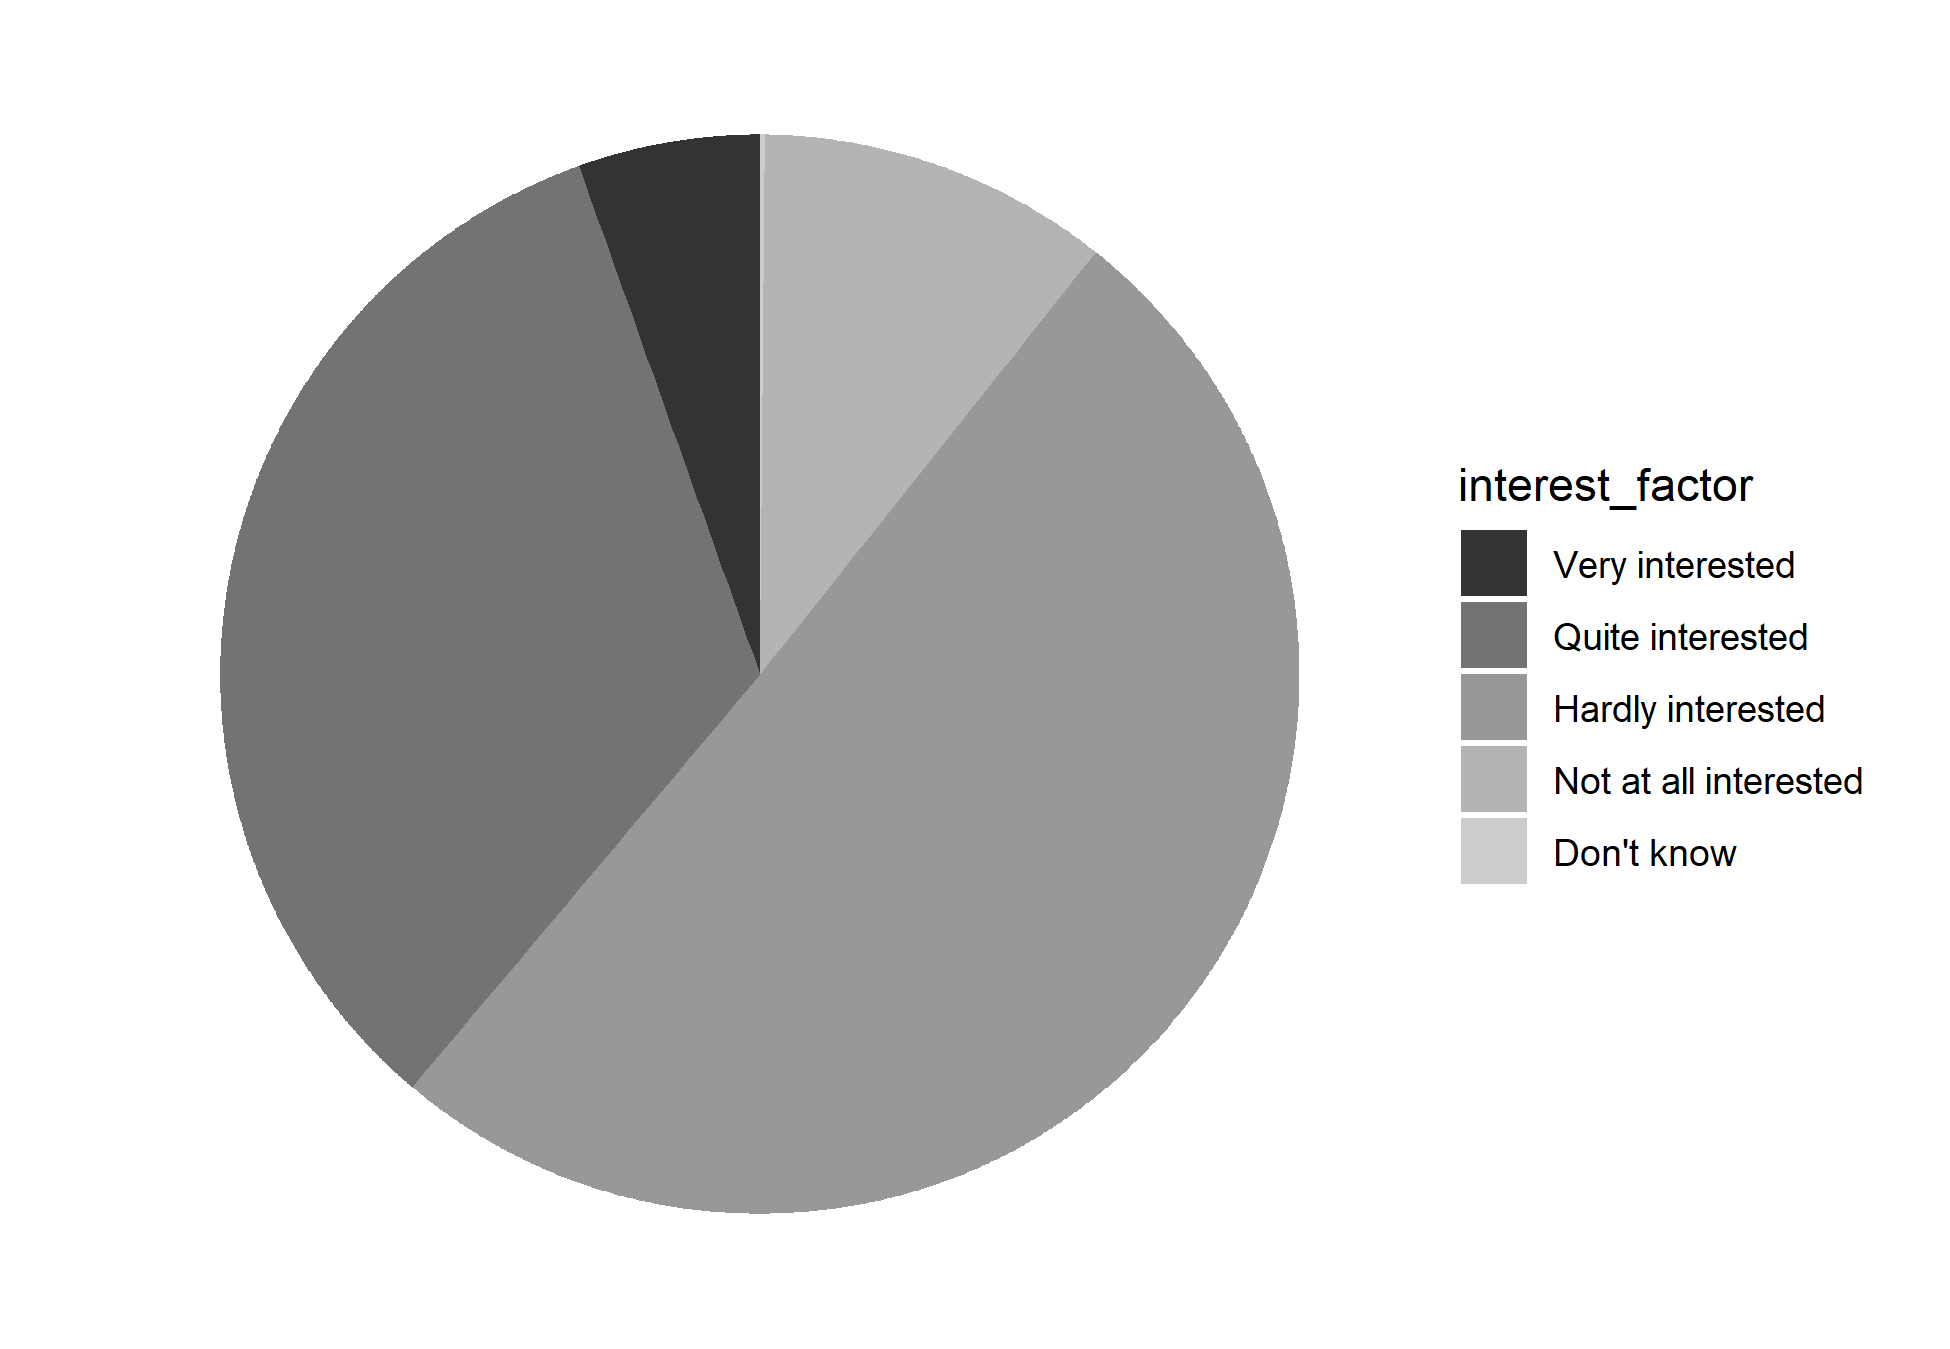 interest_factor
Very interested
Quite interested
Hardly interested
Not at all interested
Don't know